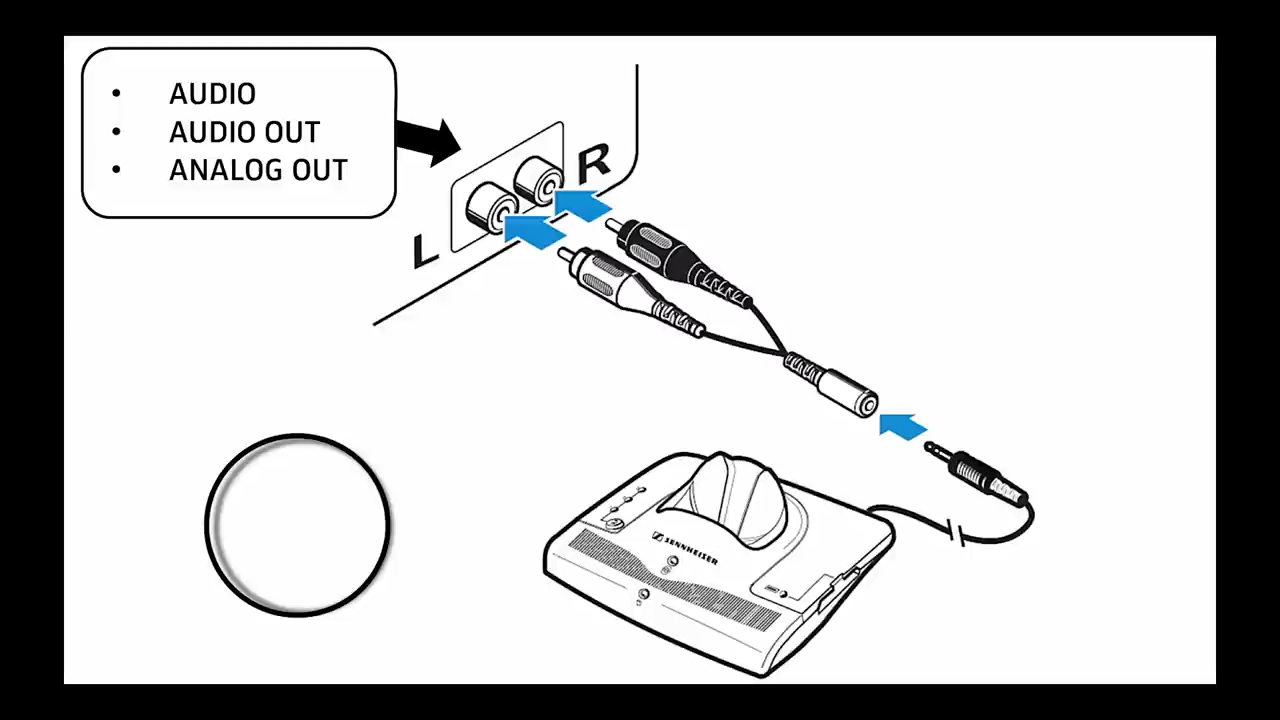 AUDIO
AUDIO OUT
ANALOG OUT
R
L
SENNHEISER